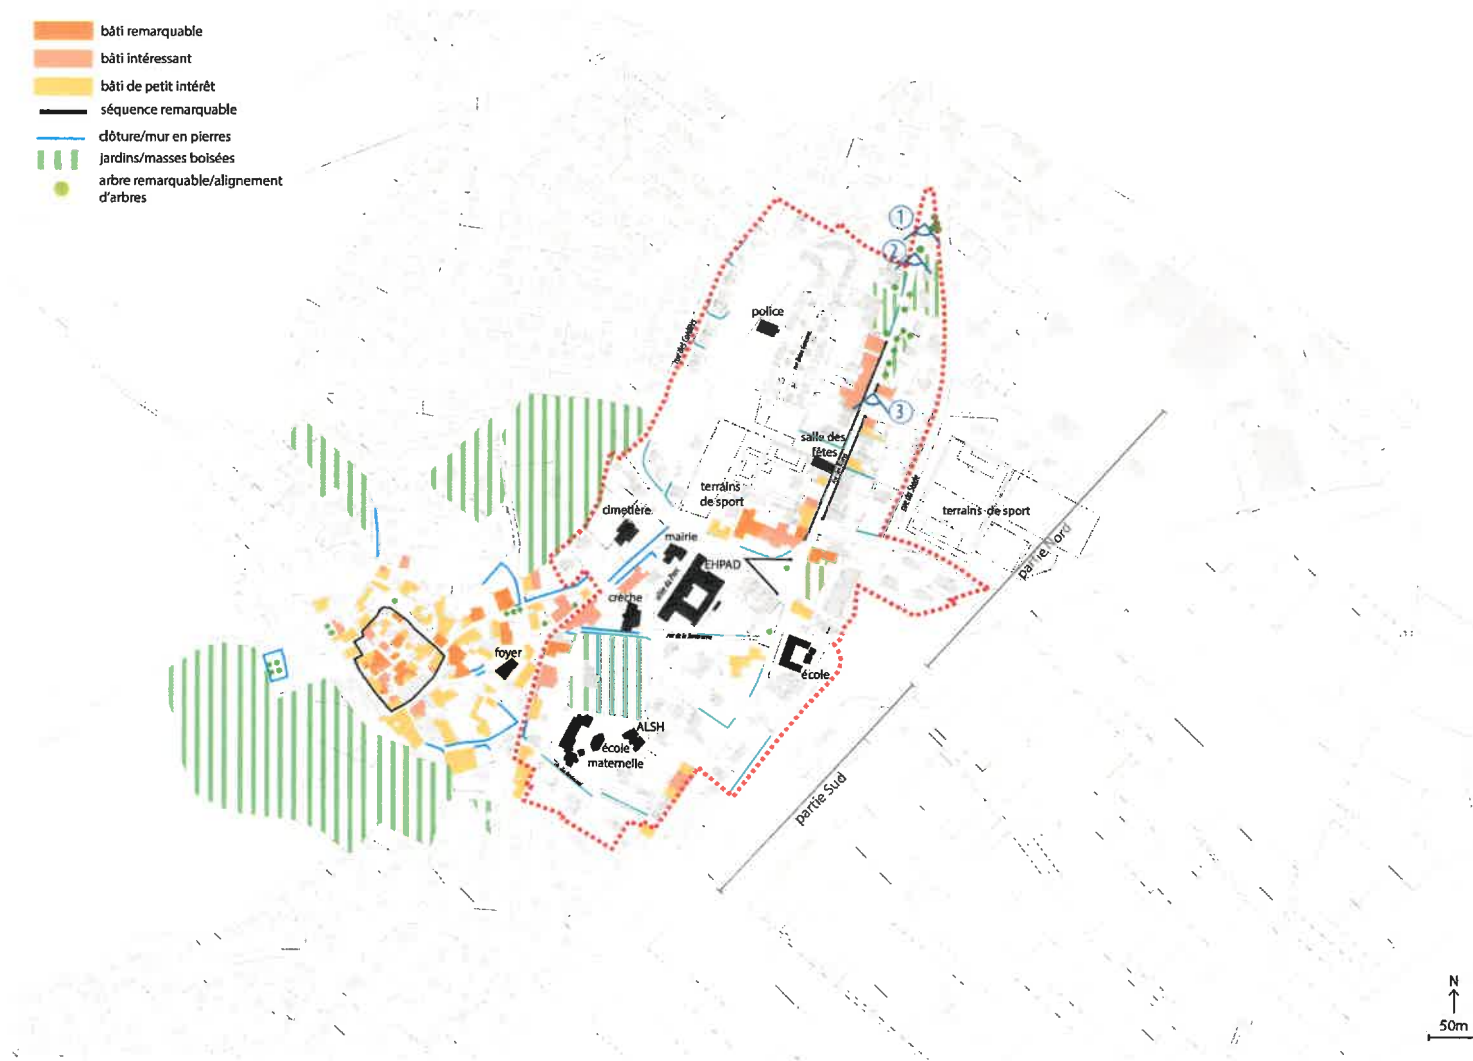 bâti remarquable
bâti intéressant
bâti de petit intérêt
séquence remarquable
clôture/mur en pierres
jardins/masses boisées
arbre remarquable/alignement
d'arbres
1
2
police
3
salle des
fêtes
terrains
de sport
terrains de sport
cimetière
mairie
EHPAD
partie Nord
crèche
foyer
école
ALSH
école
maternelle
partie Sud
N
50m